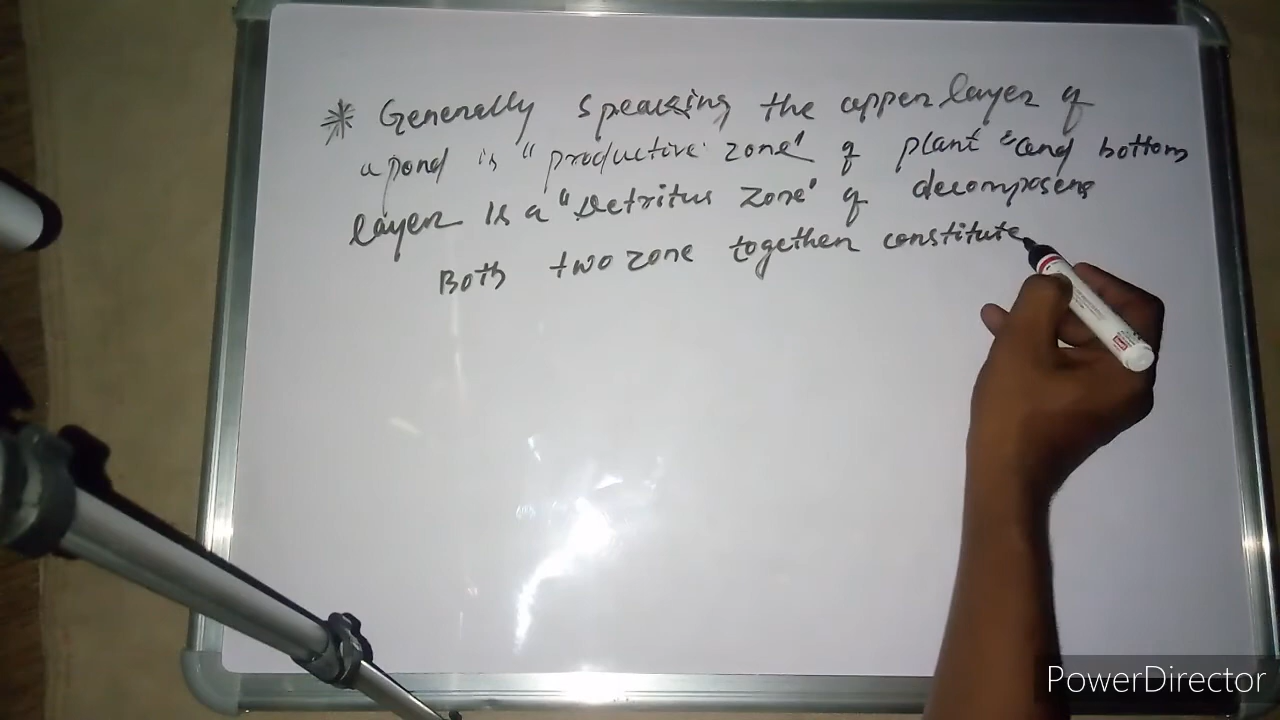 * Generally speaking the upper layer of
a pond is "productive zone" of plant and bottom
layer is a "Detritus zone" of decomposers
Both two zone together constitute
PowerDirector